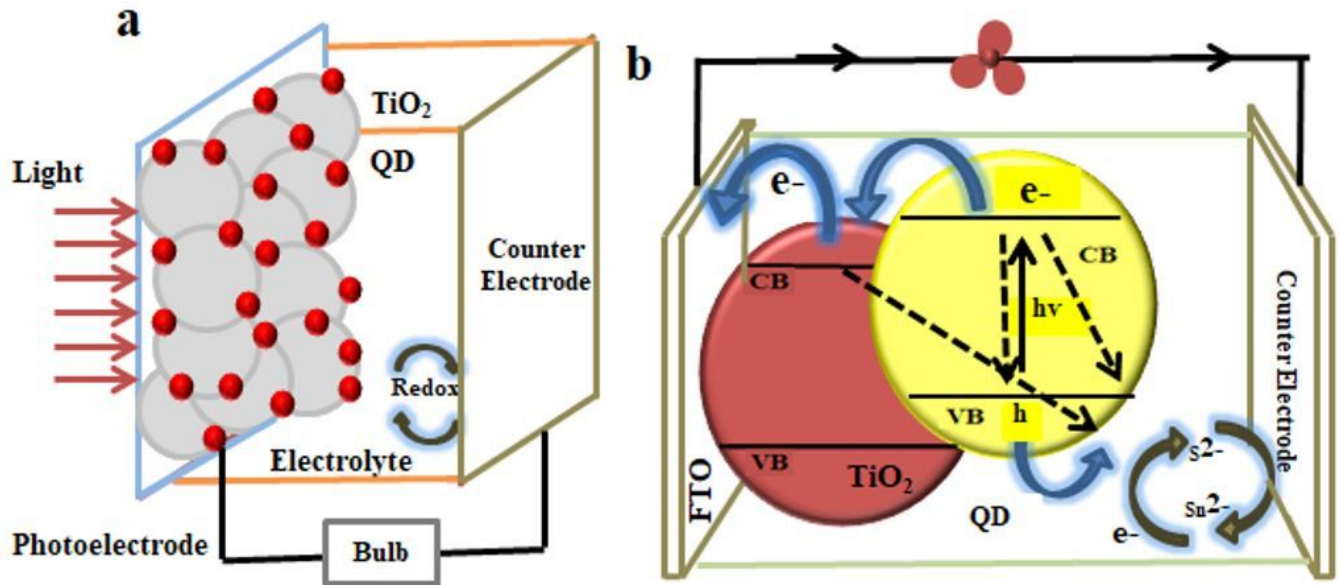 a
TiO₂
QD
Light
Counter
Electrode
Redox
Electrolyte
Photoelectrode
Bulb
b
e-
e-
CB
CB
hv
VB
h
VB
TiO₂
QD
FTO
Counter Electrode
S2-
Sn2-
e-